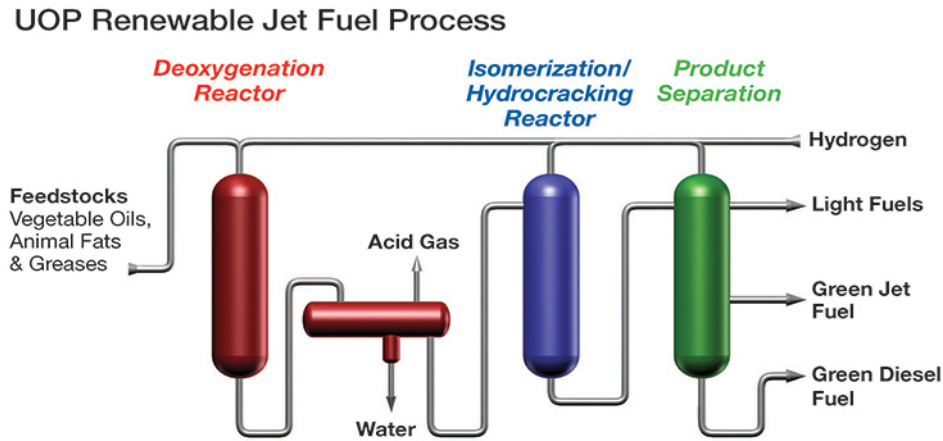 UOP Renewable Jet Fuel Process
Deoxygenation
Reactor
Isomerization/
Hydrocracking
Reactor
Product
Separation
Hydrogen
Feedstocks
Vegetable Oils,
Animal Fats
& Greases
Light Fuels
Acid Gas
Green Jet
Fuel
Green Diesel
Fuel
Water